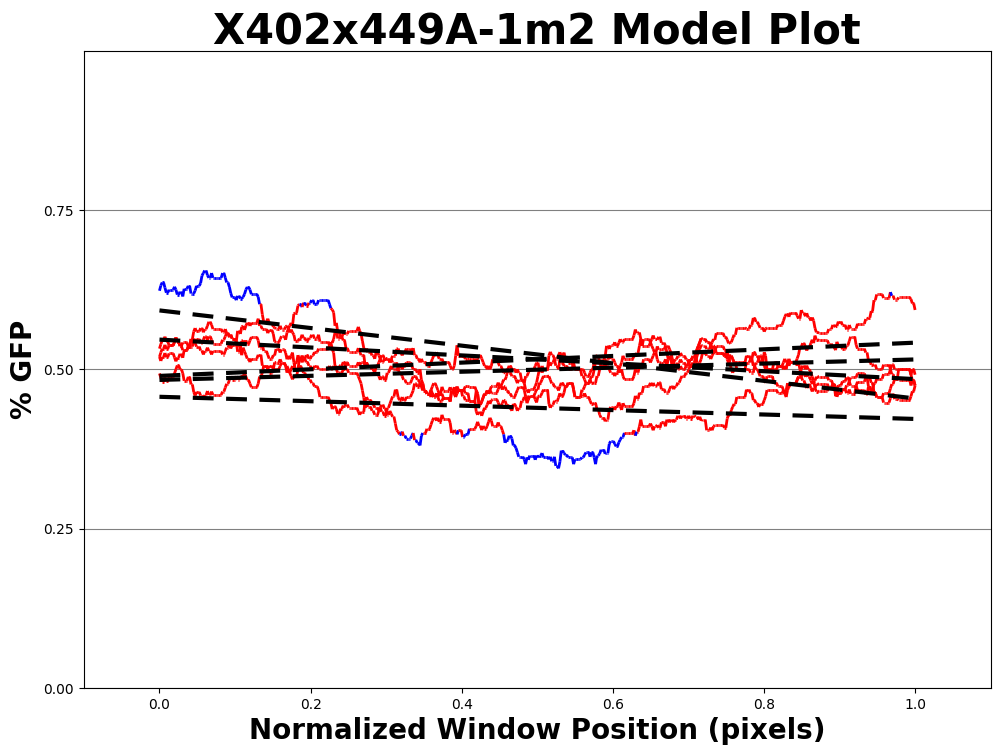 X402x449A-1m2 Model Plot
% GFP
0.75
0.50
0.25
0.00
0.0 0.2 0.4 0.6 0.8 1.0
Normalized Window Position (pixels)